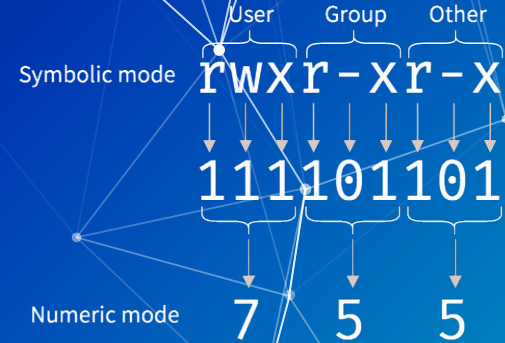 User Group Other
Symbolic mode rwxr-xr-x
111101101
Numeric mode 7 5 5